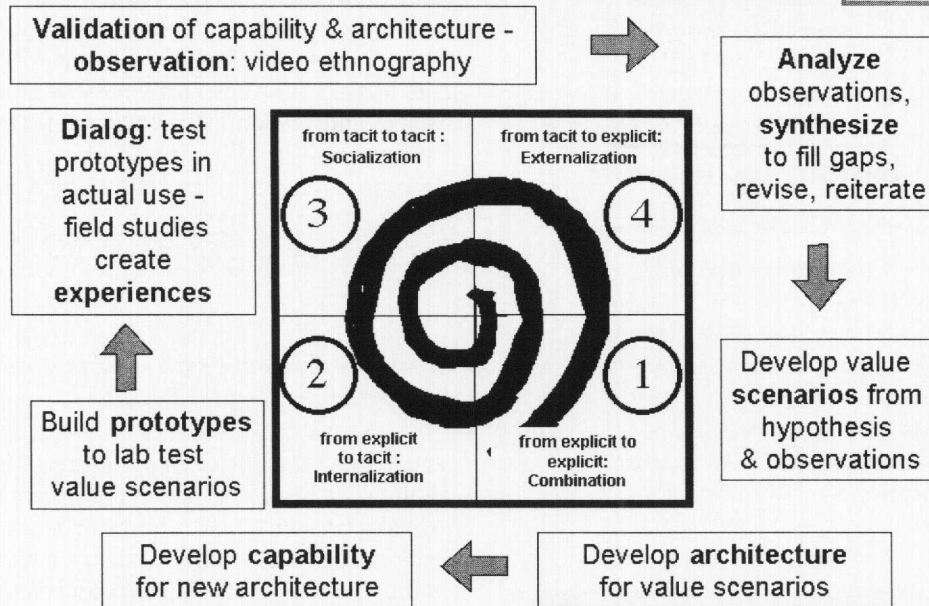 Validation of capability & architecture -
observation: video ethnography
Analyze
observations,
synthesize
to fill gaps,
revise, reiterate
Dialog: test
prototypes in
actual use -
field studies
create
experiences
from tacit to tacit :
Socialization
from tacit to explicit:
Externalization
3
4
2
1
from explicit
to tacit :
Internalization
from explicit to
explicit:
Combination
Develop value
scenarios from
hypothesis
& observations
Build prototypes
to lab test
value scenarios
Develop capability
for new architecture
Develop architecture
for value scenarios